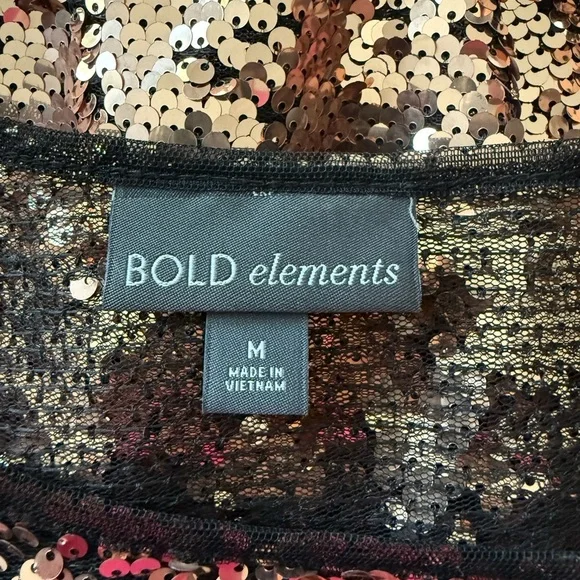 BOLD elements
M
MADE IN
VIETNAM